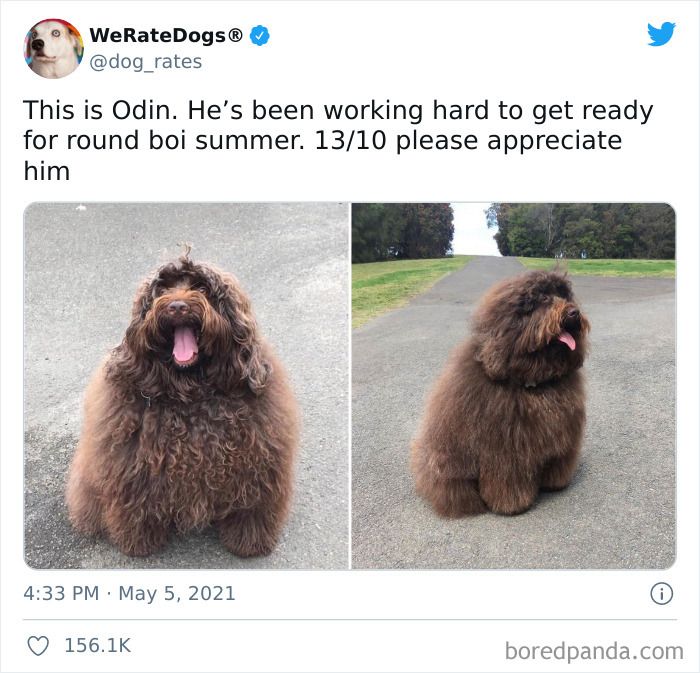 WeRateDogs®
@dog_rates
This is Odin. He’s been working hard to get ready
for round boi summer. 13/10 please appreciate
him
4:33 PM · May 5, 2021
156.1K
boredpanda.com